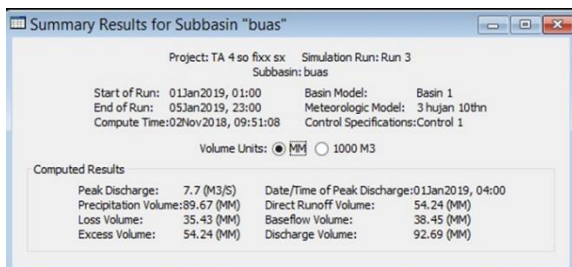 Summary Results for Subbasin "buas"
Project: TA 4 so fixx sx Simulation Run: Run 3
Subbasin: buas
Start of Run: 01Jan2019, 01:00 Basin Model: Basin 1
End of Run: 05Jan2019, 23:00 Meteorologic Model: 3 hujan 10thn
Compute Time:02Nov2018, 09:51:08 Control Specifications:Control 1
Volume Units: MM 1000 M3
Computed Results
Peak Discharge: 7.7 (M3/S) Date/Time of Peak Discharge:01Jan2019, 04:00
Precipitation Volume:89.67 (MM) Direct Runoff Volume: 54.24 (MM)
Loss Volume: 35.43 (MM) Baseflow Volume: 38.45 (MM)
Excess Volume: 54.24 (MM) Discharge Volume: 92.69 (MM)